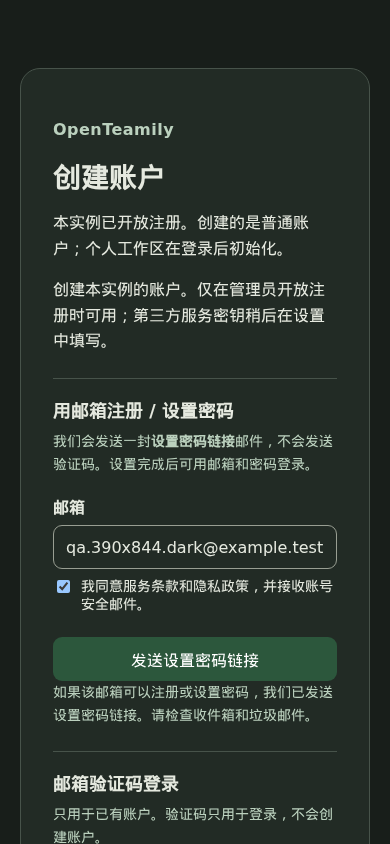 OpenTeamily
创建账户
本实例已开放注册。创建的是普通账
户；个人工作区在登录后初始化。
创建本实例的账户。仅在管理员开放注
册时可用；第三方服务密钥稍后在设置
中填写。
用邮箱注册 / 设置密码
我们会发送一封设置密码链接邮件，不会发送
验证码。设置完成后可用邮箱和密码登录。
邮箱
qa.390x844.dark@example.test
我同意服务条款和隐私政策，并接收账号
安全邮件。
发送设置密码链接
如果该邮箱可以注册或设置密码，我们已发送
设置密码链接。请检查收件箱和垃圾邮件。
邮箱验证码登录
只用于已有账户。验证码只用于登录，不会创
建账户。